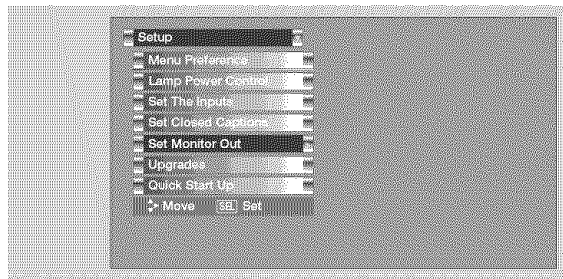 Setup
Menu Preference
Lamp Power Control
Set The Inputs
Set Closed Captions
Set Monitor Out
Upgrades
Quick Start Up
Move SEL Set